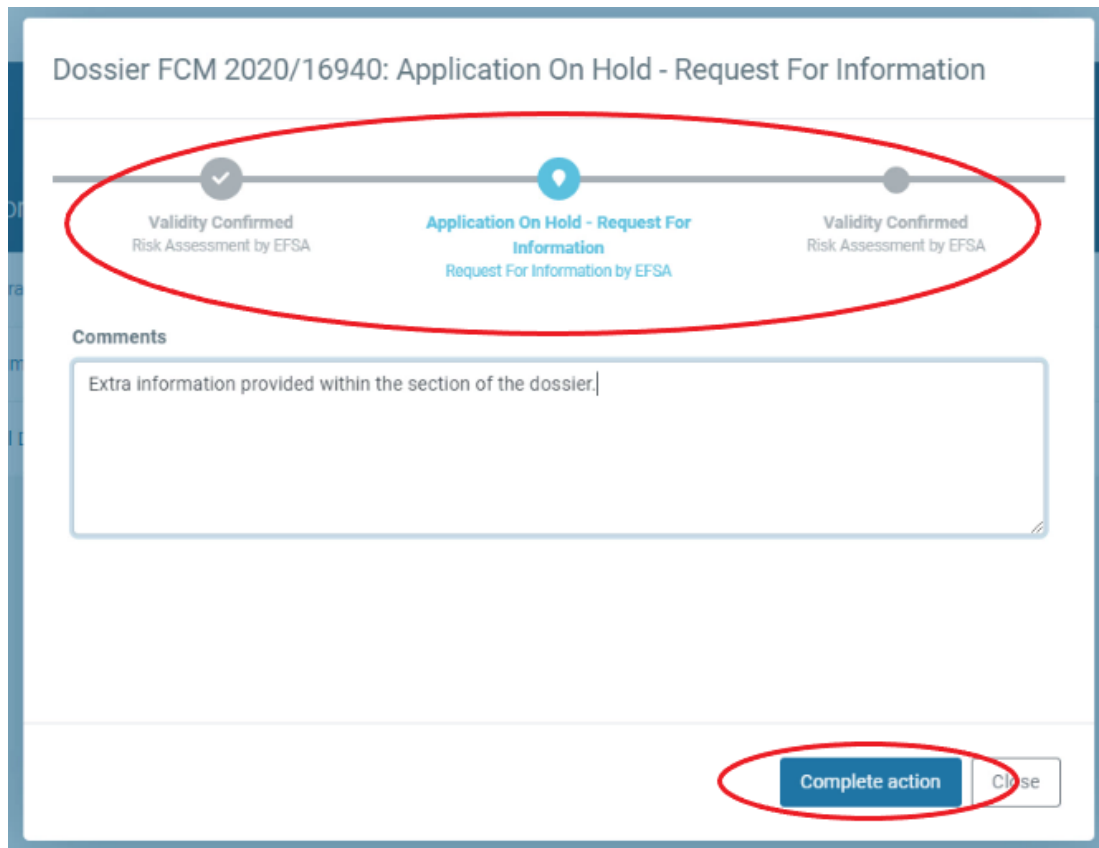 Dossier FCM 2020/16940: Application On Hold - Request For Information
Validity Confirmed
Risk Assessment by EFSA
Application On Hold - Request For
Information
Request For Information by EFSA
Validity Confirmed
Risk Assessment by EFSA
Comments
Extra information provided within the section of the dossier.
Complete action
Close